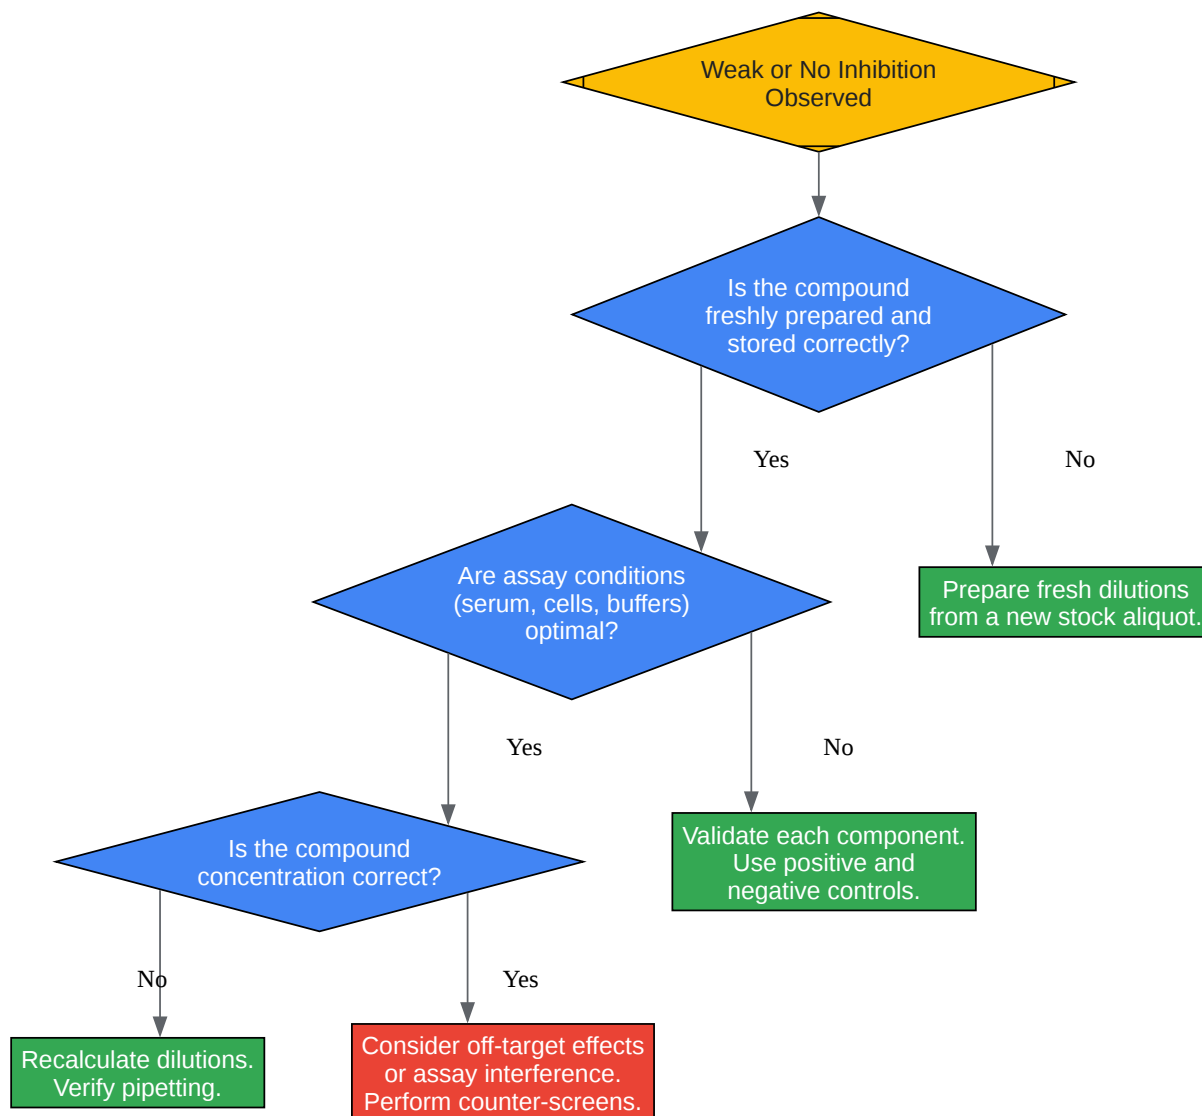 Weak or No Inhibition
Observed
Is the compound
freshly prepared and
stored correctly?
Yes
No
Are assay conditions
(serum, cells, buffers)
optimal?
Prepare fresh dilutions
from a new stock aliquot.
Yes
No
Is the compound
concentration correct?
Validate each component.
Use positive and
negative controls.
No
Yes
Recalculate dilutions.
Verify pipetting.
Consider off-target effects
or assay interference.
Perform counter-screens.